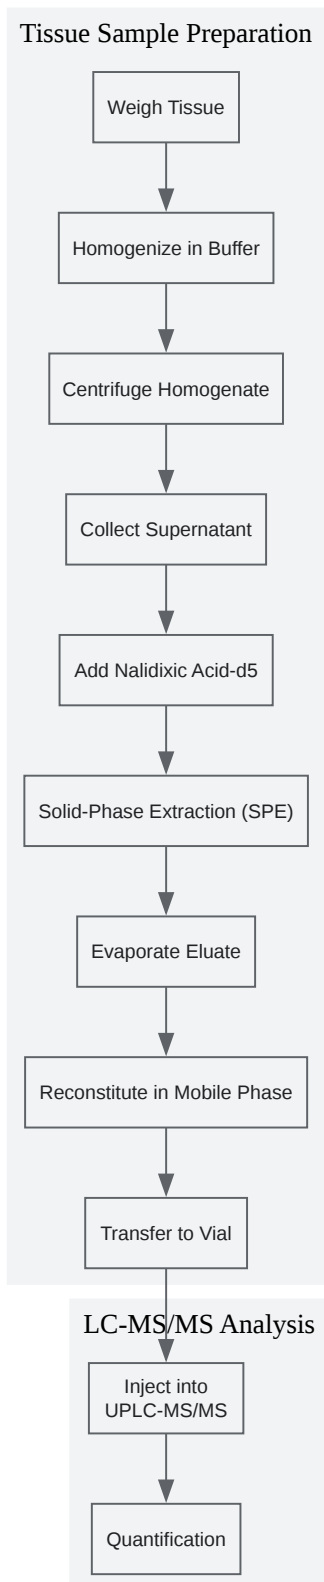 Tissue Sample Preparation
Weigh Tissue
Homogenize in Buffer
Centrifuge Homogenate
Collect Supernatant
Add Nalidixic Acid-d5
Solid-Phase Extraction (SPE)
Evaporate Eluate
Reconstitute in Mobile Phase
Transfer to Vial
LC-MS/MS Analysis
Inject into
UPLC-MS/MS
Quantification